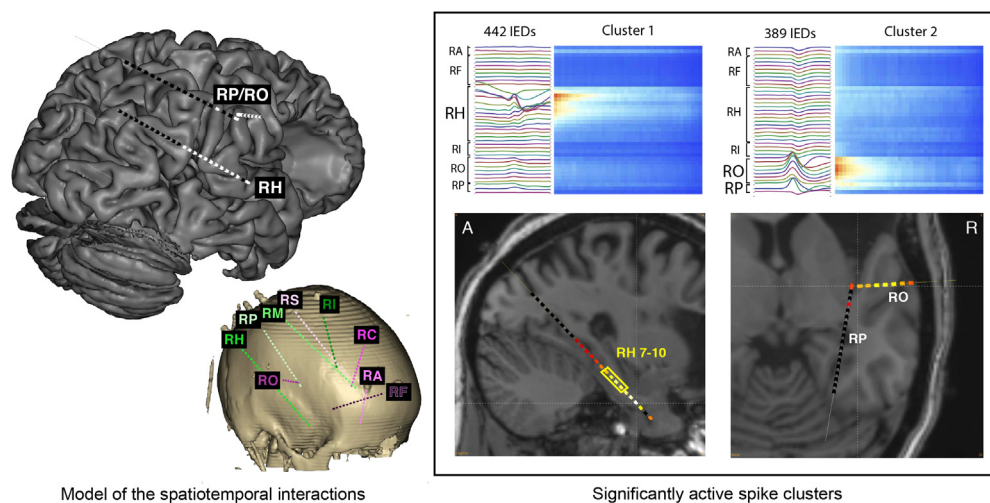 RP/RO
RH
RS
RI
RP
RM
RH
RC
RO
RA
RF
Model of the spatiotemporal interactions
442 IEDs
Cluster 1
RA
RF
RH
RI
RO
RP
389 IEDs
Cluster 2
RA
RF
RH
RI
RO
RP
A
RH 7-10
R
RO
RP
Significantly active spike clusters